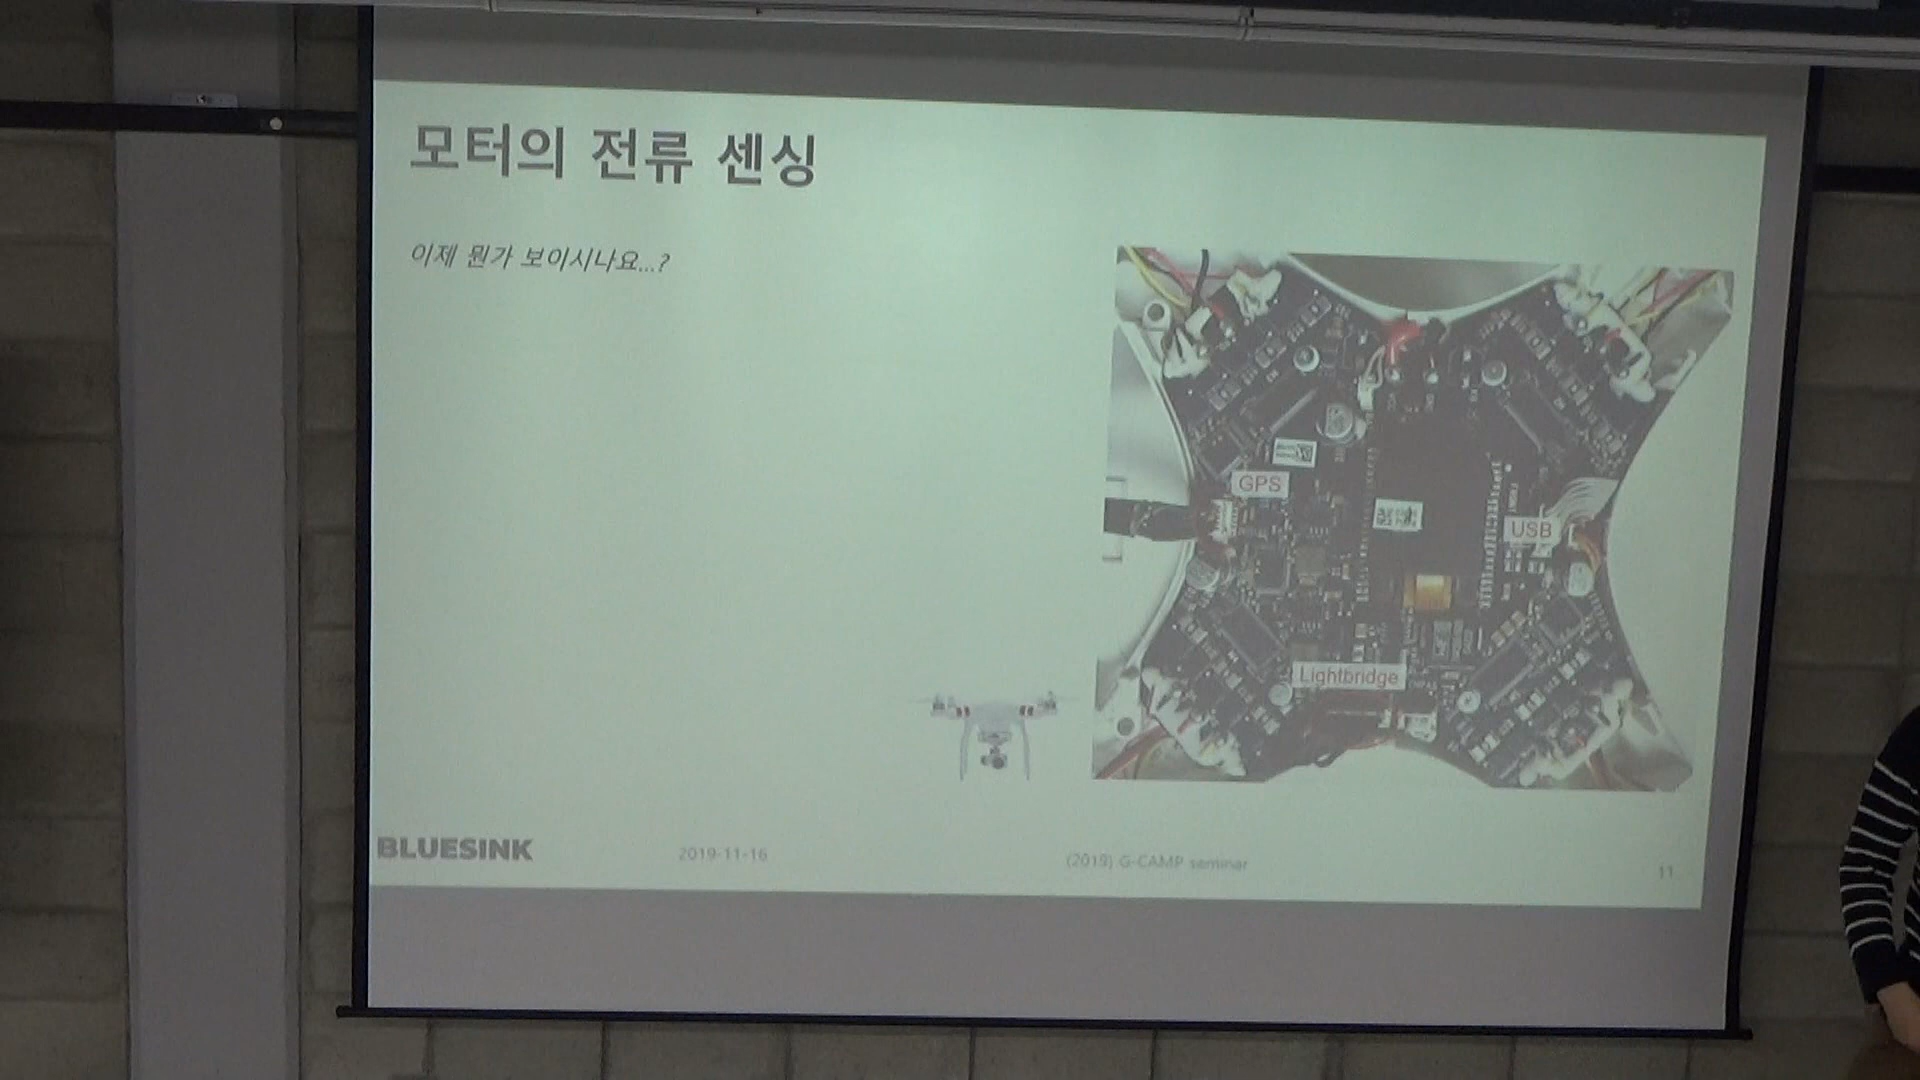 모터의 전류 센싱
이제 뭔가 보이시나요...?
GPS
USB
Lightbridge
BLUESINK
2019-11-16
(2019) G-CAMP seminar
11